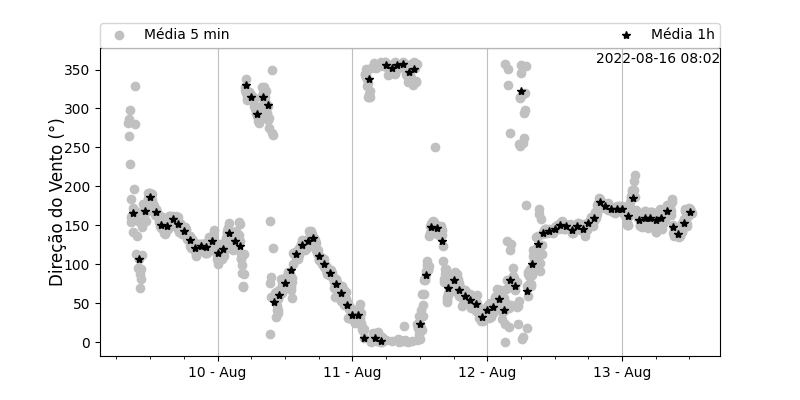 Média 5 min
Média 1h
2022-08-16 08:02
Direção do Vento (°)
350
300
250
200
150
100
50
0
10 - Aug
11 - Aug
12 - Aug
13 - Aug